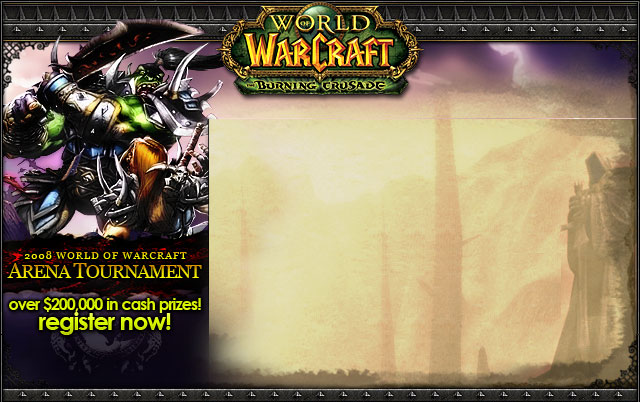 WORLD
OF
WARCRAFT
THE BURNING CRUSADE
2008 WORLD OF WARCRAFT
ARENA TOURNAMENT
over $200,000 in cash prizes!
register now!